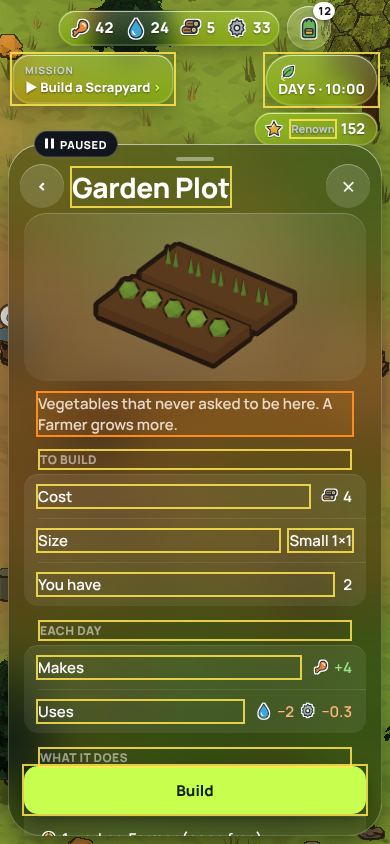 42 24 5 33 12
MISSION
▶ Build a Scrapyard ›
DAY 5 · 10:00
Renown 152
PAUSED
‹ Garden Plot ×
Vegetables that never asked to be here. A
Farmer grows more.
TO BUILD
Cost 4
Size Small 1×1
You have 2
EACH DAY
Makes +4
Uses −2 −0.3
WHAT IT DOES
Build